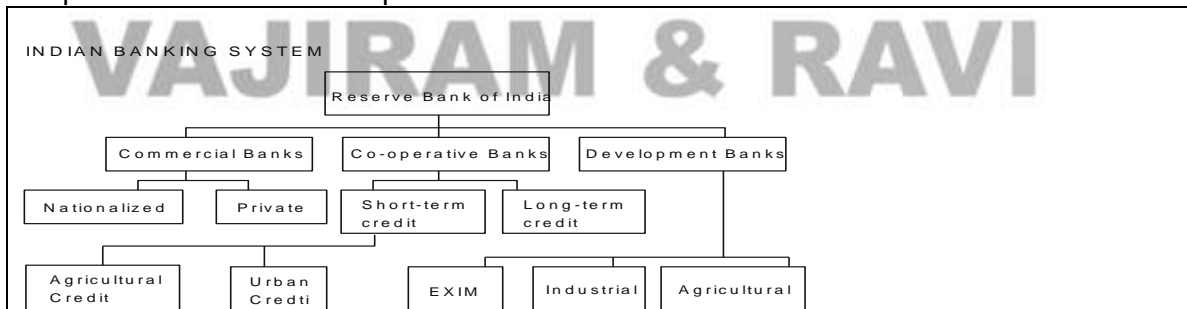 VAJIRAM & RAVI
INDIAN BANKING SYSTEM
Reserve Bank of India
Commercial Banks
Co-operative Banks
Development Banks
Nationalized
Private
Short-term
credit
Long-term
credit
Agricultural
Credit
Urban
Credti
EXIM
Industrial
Agricultural